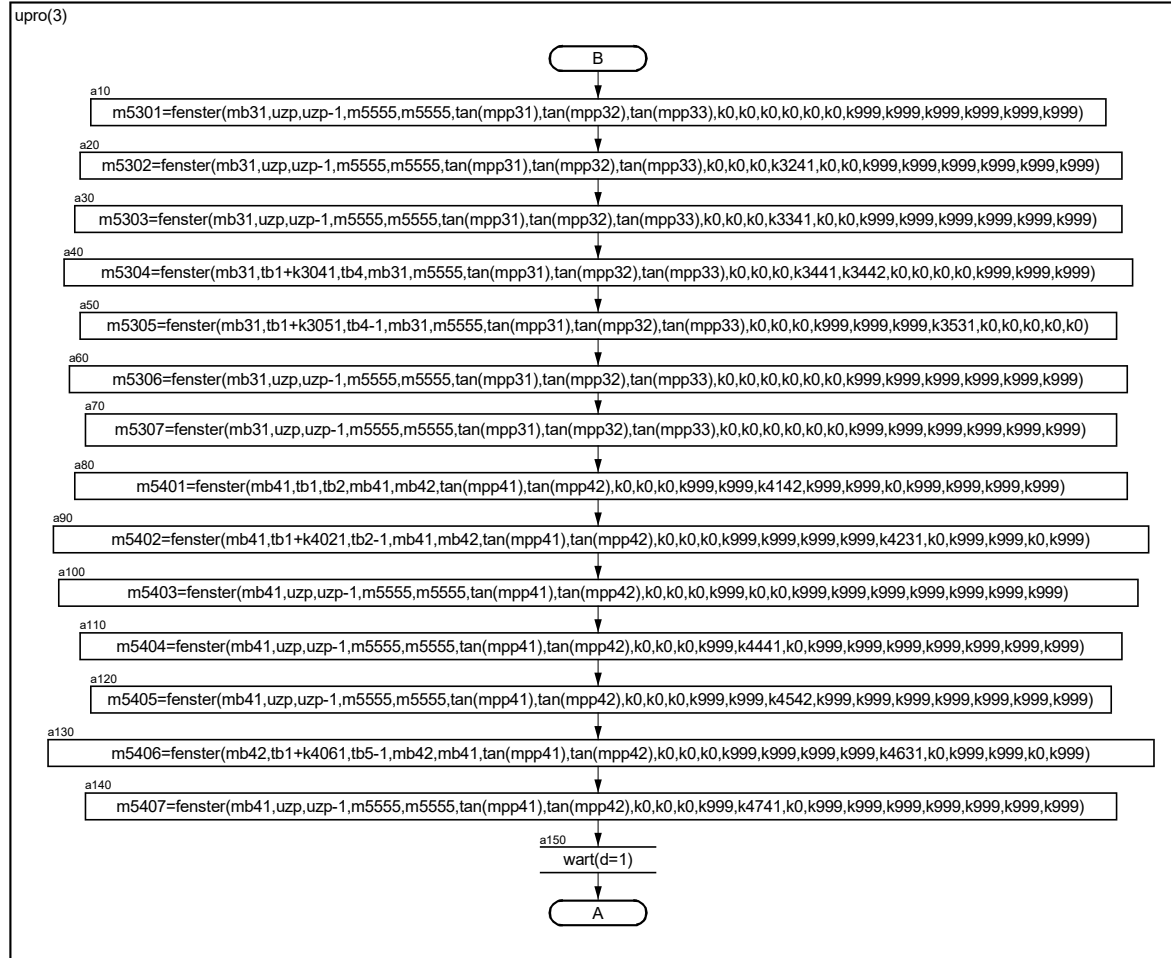 upro(3)
B
a10
m5301=fenster(mb31,uzp,uzp-1,m5555,m5555,tan(mpp31),tan(mpp32),tan(mpp33),k0,k0,k0,k0,k0,k0,k999,k999,k999,k999,k999,k999)
a20
m5302=fenster(mb31,uzp,uzp-1,m5555,m5555,tan(mpp31),tan(mpp32),tan(mpp33),k0,k0,k0,k3241,k0,k0,k999,k999,k999,k999,k999,k999)
a30
m5303=fenster(mb31,uzp,uzp-1,m5555,m5555,tan(mpp31),tan(mpp32),tan(mpp33),k0,k0,k0,k3341,k0,k0,k999,k999,k999,k999,k999,k999)
a40
m5304=fenster(mb31,tb1+k3041,tb4,mb31,m5555,tan(mpp31),tan(mpp32),tan(mpp33),k0,k0,k0,k3441,k3442,k0,k0,k0,k0,k999,k999,k999)
a50
m5305=fenster(mb31,tb1+k3051,tb4-1,mb31,m5555,tan(mpp31),tan(mpp32),tan(mpp33),k0,k0,k0,k999,k999,k999,k3531,k0,k0,k0,k0,k0)
a60
m5306=fenster(mb31,uzp,uzp-1,m5555,m5555,tan(mpp31),tan(mpp32),tan(mpp33),k0,k0,k0,k0,k0,k0,k999,k999,k999,k999,k999,k999)
a70
m5307=fenster(mb31,uzp,uzp-1,m5555,m5555,tan(mpp31),tan(mpp32),tan(mpp33),k0,k0,k0,k0,k0,k0,k999,k999,k999,k999,k999,k999)
a80
m5401=fenster(mb41,tb1,tb2,mb41,mb42,tan(mpp41),tan(mpp42),k0,k0,k0,k999,k999,k4142,k999,k999,k0,k999,k999,k999,k999)
a90
m5402=fenster(mb41,tb1+k4021,tb2-1,mb41,mb42,tan(mpp41),tan(mpp42),k0,k0,k0,k999,k999,k999,k999,k4231,k0,k999,k999,k0,k999)
a100
m5403=fenster(mb41,uzp,uzp-1,m5555,m5555,tan(mpp41),tan(mpp42),k0,k0,k0,k999,k0,k0,k999,k999,k999,k999,k999,k999,k999)
a110
m5404=fenster(mb41,uzp,uzp-1,m5555,m5555,tan(mpp41),tan(mpp42),k0,k0,k0,k999,k4441,k0,k999,k999,k999,k999,k999,k999,k999)
a120
m5405=fenster(mb41,uzp,uzp-1,m5555,m5555,tan(mpp41),tan(mpp42),k0,k0,k0,k999,k999,k4542,k999,k999,k999,k999,k999,k999,k999)
a130
m5406=fenster(mb42,tb1+k4061,tb5-1,mb42,mb41,tan(mpp41),tan(mpp42),k0,k0,k0,k999,k999,k999,k999,k4631,k0,k999,k999,k0,k999)
a140
m5407=fenster(mb41,uzp,uzp-1,m5555,m5555,tan(mpp41),tan(mpp42),k0,k0,k0,k999,k4741,k0,k999,k999,k999,k999,k999,k999,k999)
a150
wart(d=1)
A